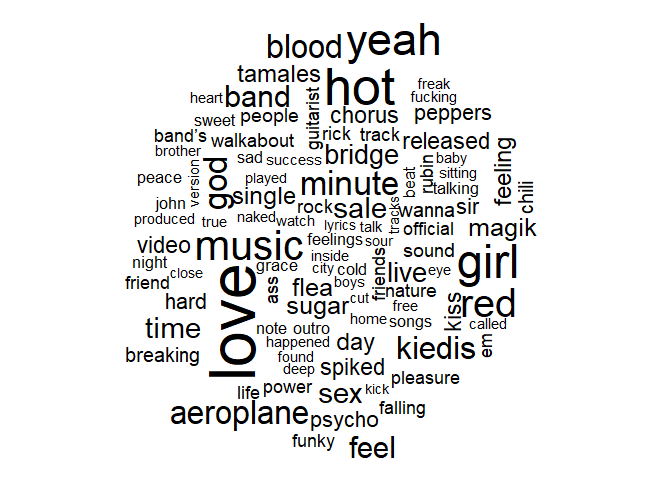 blood yeah
tamales hot
heart band guitarist freak
fucking
sweet people chorus peppers
band's walkabout rick track released
brother sad success bridge rubin baby feeling
peace version god played minute beat sitting
talking chili
john single rock sale wanna sir
produced true naked watch lyrics talk tracks official magik
video music feelings sour sound
night close grace inside
city cold friends live eye girl
friend love ass flea boys nature
hard sugar cut free kiss red
time note outro home songs called
breaking happened day kiedis em
found
deep spiked pleasure
life power sex kick
aeroplane psycho falling
funky feel